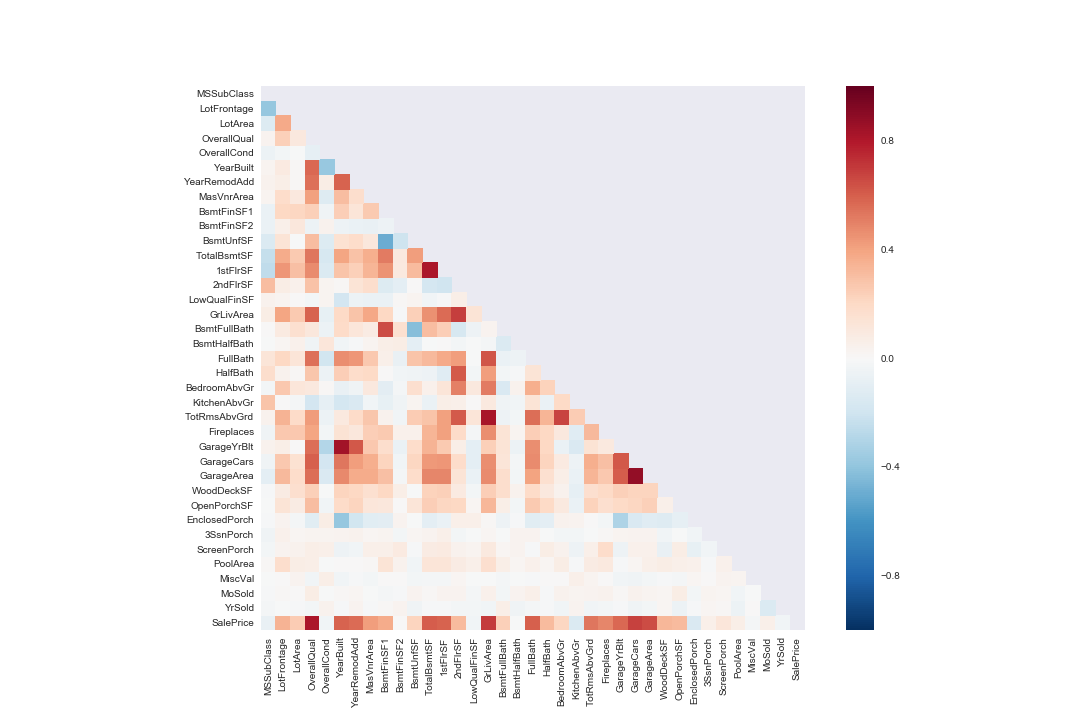 MSSubClass
LotFrontage
LotArea
OverallQual
OverallCond
YearBuilt
YearRemodAdd
MasVnrArea
BsmtFinSF1
BsmtFinSF2
BsmtUnfSF
TotalBsmtSF
1stFlrSF
2ndFlrSF
LowQualFinSF
GrLivArea
BsmtFullBath
BsmtHalfBath
FullBath
HalfBath
BedroomAbvGr
KitchenAbvGr
TotRmsAbvGrd
Fireplaces
GarageYrBlt
GarageCars
GarageArea
WoodDeckSF
OpenPorchSF
EnclosedPorch
3SsnPorch
ScreenPorch
PoolArea
MiscVal
MoSold
YrSold
SalePrice
MSSubClass
LotFrontage
LotArea
OverallQual
OverallCond
YearBuilt
YearRemodAdd
MasVnrArea
BsmtFinSF1
BsmtFinSF2
BsmtUnfSF
TotalBsmtSF
1stFlrSF
2ndFlrSF
LowQualFinSF
GrLivArea
BsmtFullBath
BsmtHalfBath
FullBath
HalfBath
BedroomAbvGr
KitchenAbvGr
TotRmsAbvGrd
Fireplaces
GarageYrBlt
GarageCars
GarageArea
WoodDeckSF
OpenPorchSF
EnclosedPorch
3SsnPorch
ScreenPorch
PoolArea
MiscVal
MoSold
YrSold
SalePrice
0.8
0.4
0.0
−0.4
−0.8